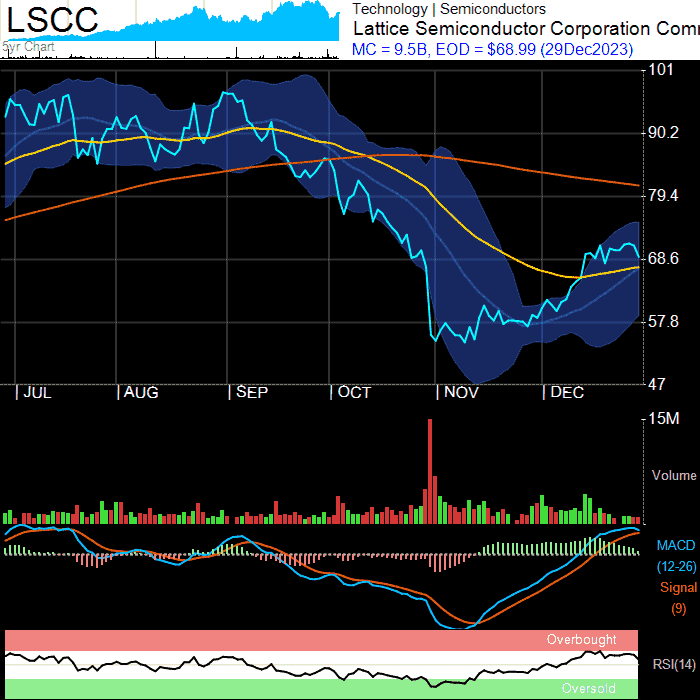 LSCC
5yr Chart
Technology | Semiconductors
Lattice Semiconductor Corporation Com
MC = 9.5B, EOD = $68.99 (29Dec2023)
101
90.2
79.4
68.6
57.8
47
JUL AUG SEP OCT NOV DEC
15M
Volume
MACD
(12-26)
Signal
(9)
Overbought
RSI(14)
Oversold